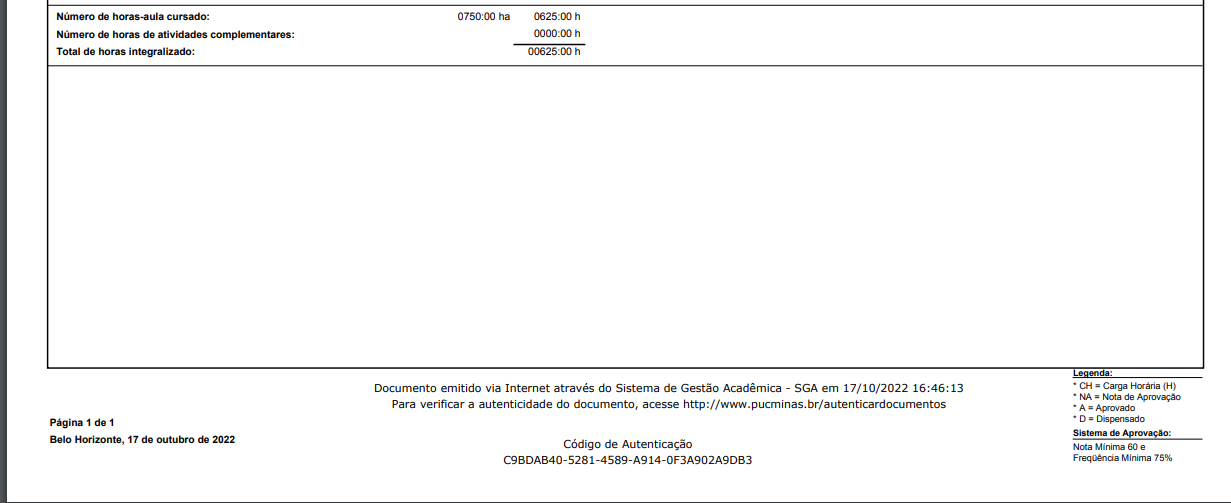 Número de horas-aula cursado: 0750:00 ha 0625:00 h
Número de horas de atividades complementares: 0000:00 h
Total de horas integralizado: 00625:00 h
Legenda:
* CH = Carga Horária (H)
* NA = Nota de Aprovação
* A = Aprovado
* D = Dispensado
Sistema de Aprovação:
Nota Mínima 60 e
Freqüência Mínima 75%
Documento emitido via Internet através do Sistema de Gestão Acadêmica - SGA em 17/10/2022 16:46:13
Para verificar a autenticidade do documento, acesse http://www.pucminas.br/autenticardocumentos
Página 1 de 1
Belo Horizonte, 17 de outubro de 2022
Código de Autenticação
C9BDAB40-5281-4589-A914-0F3A902A9DB3